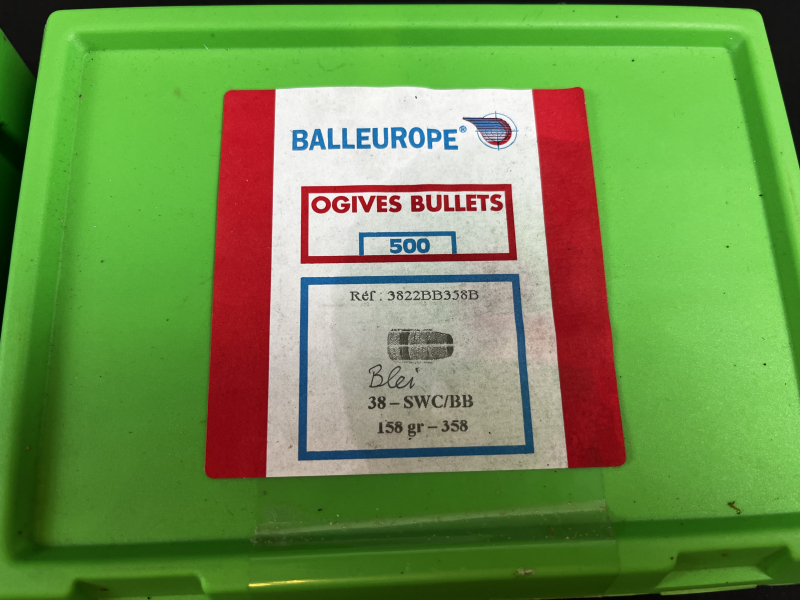 BALLEUROPE®
OGIVES BULLETS
500
Réf : 3822BB358B
Blei
38 – SWC/BB
158 gr – 358